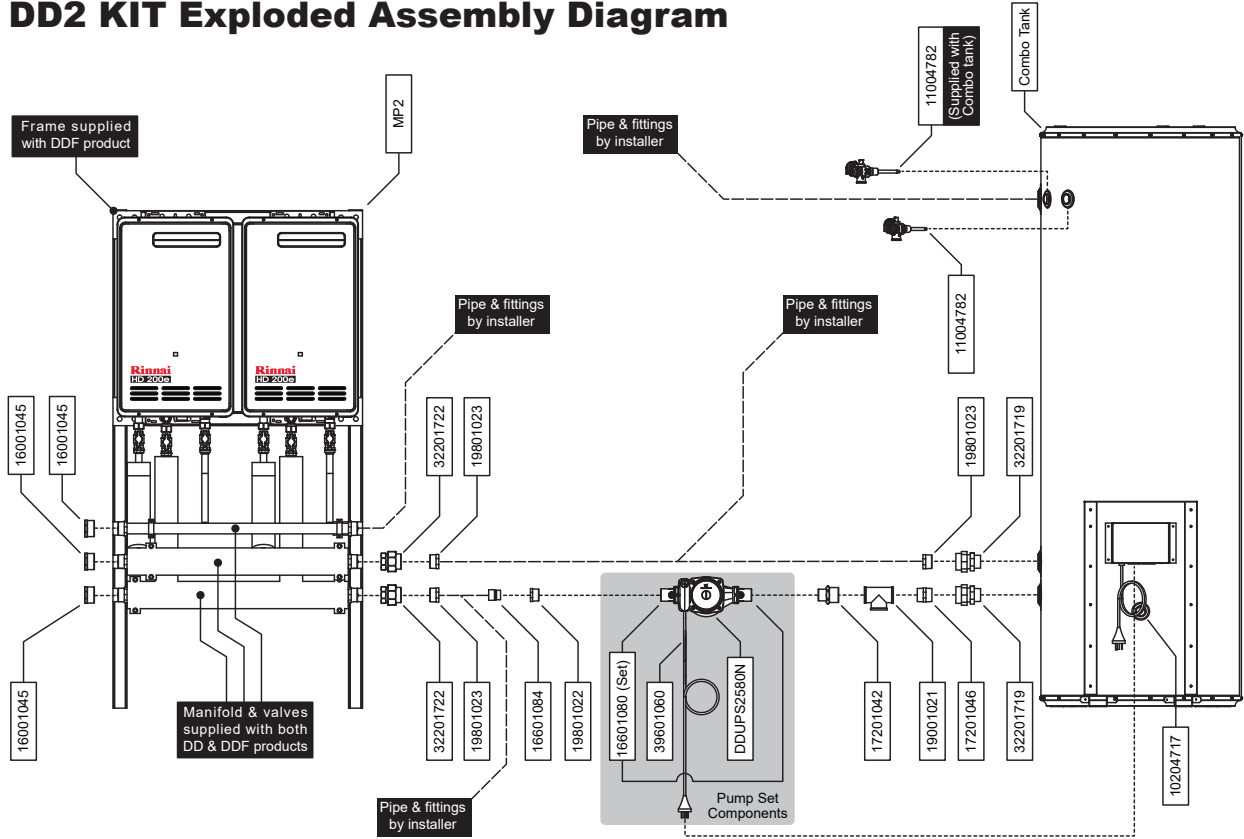 DD2 KIT Exploded Assembly Diagram
Frame supplied
with DDF product
MP2
Pipe & fittings
by installer
11004782
(Supplied with
Combo tank)
Combo Tank
11004782
Rinnai
HD 200e
Rinnai
HD 200e
Pipe & fittings
by installer
Pipe & fittings
by installer
16001045
16001045
32201722
19801023
19801023
32201719
16001045
Manifold & valves
supplied with both
DD & DDF products
32201722
19801023
16601084
19801022
16601080 (Set)
39601060
DDUPS2580N
17201042
19001021
17201046
32201719
10204717
Pump Set
Components
Pipe & fittings
by installer